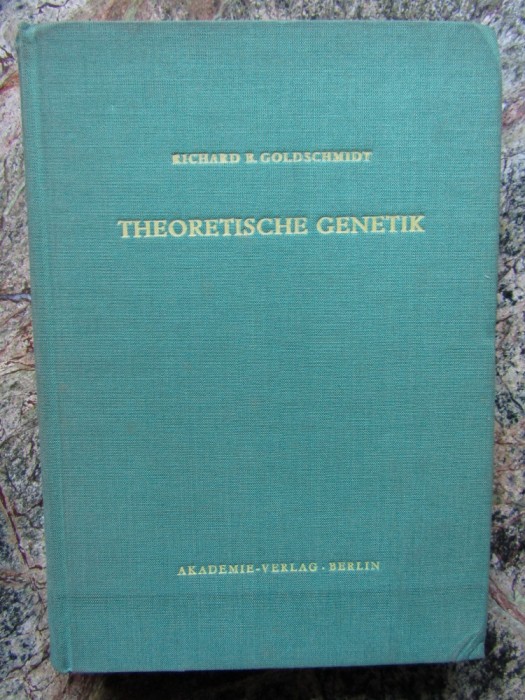 RICHARD B. GOLDSCHMIDT
THEORETISCHE GENETIK
AKADEMIE-VERLAG · BERLIN